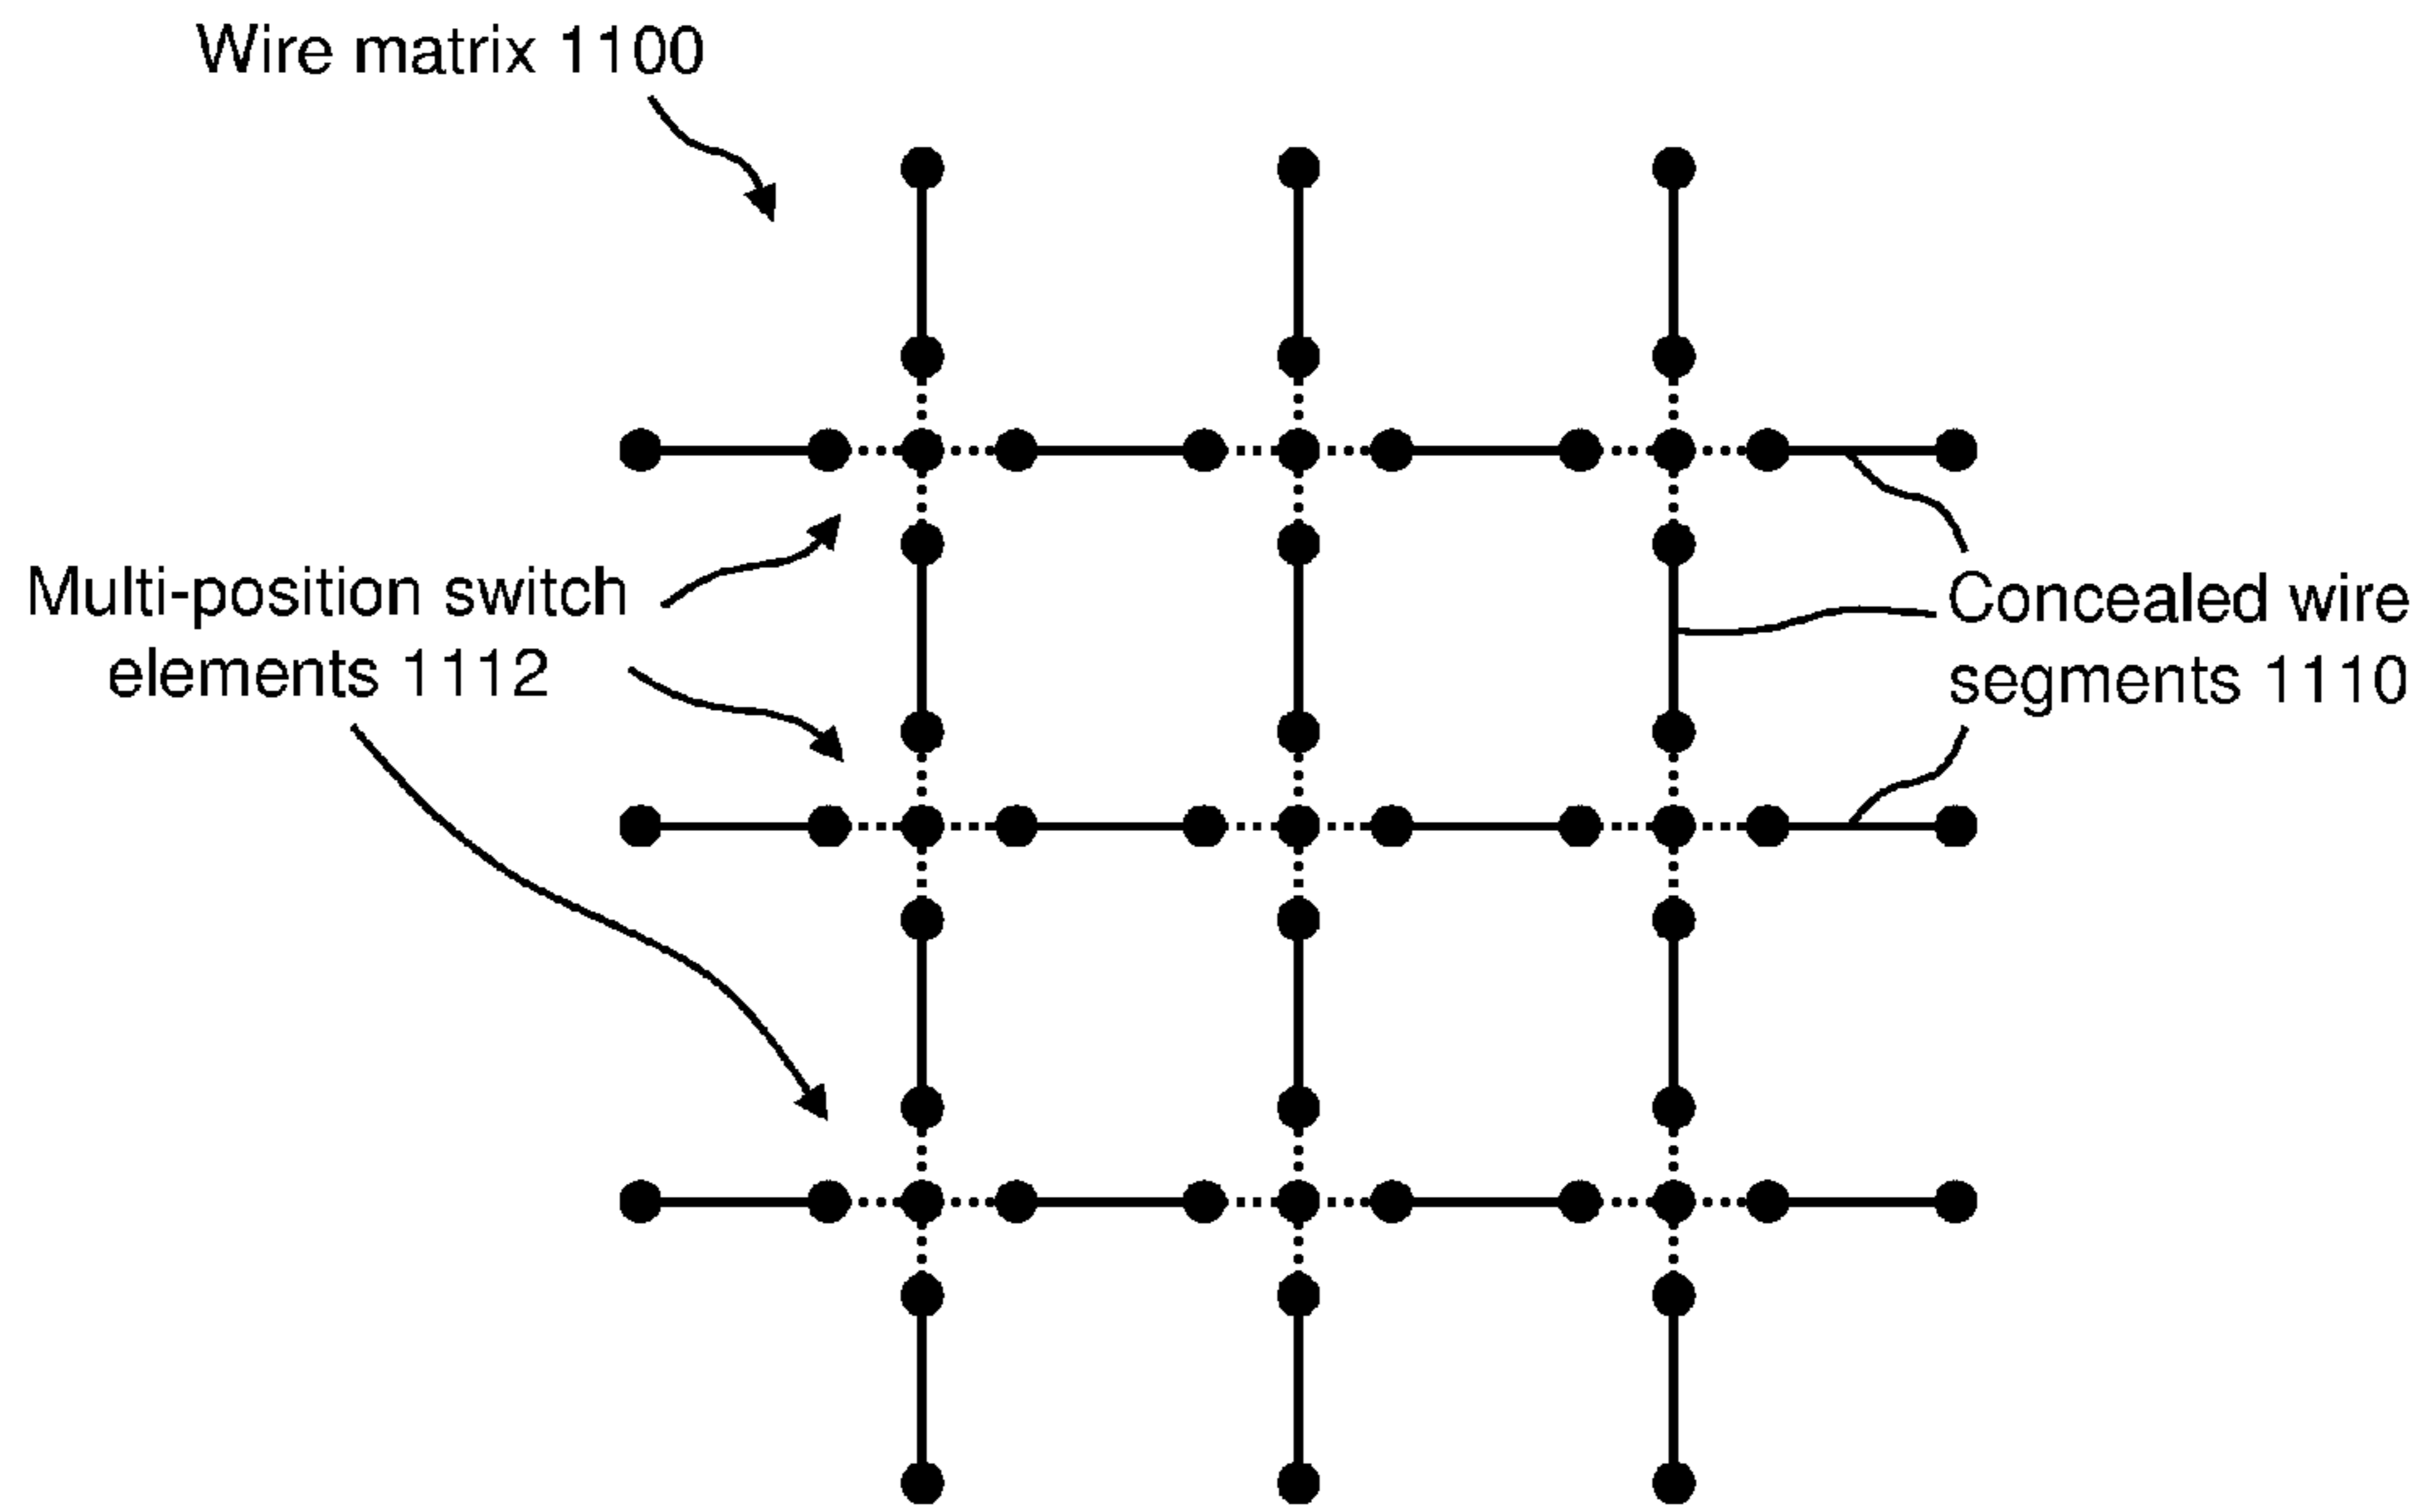 Wire matrix 1100
Multi-position switch
elements 1112
Concealed wire
segments 1110